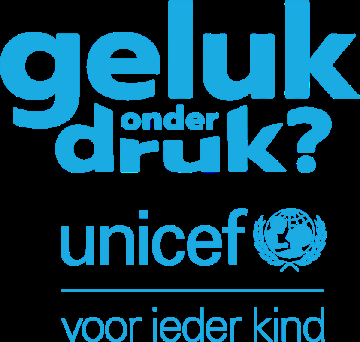 geluk
onder
druk?
unicef
voor ieder kind